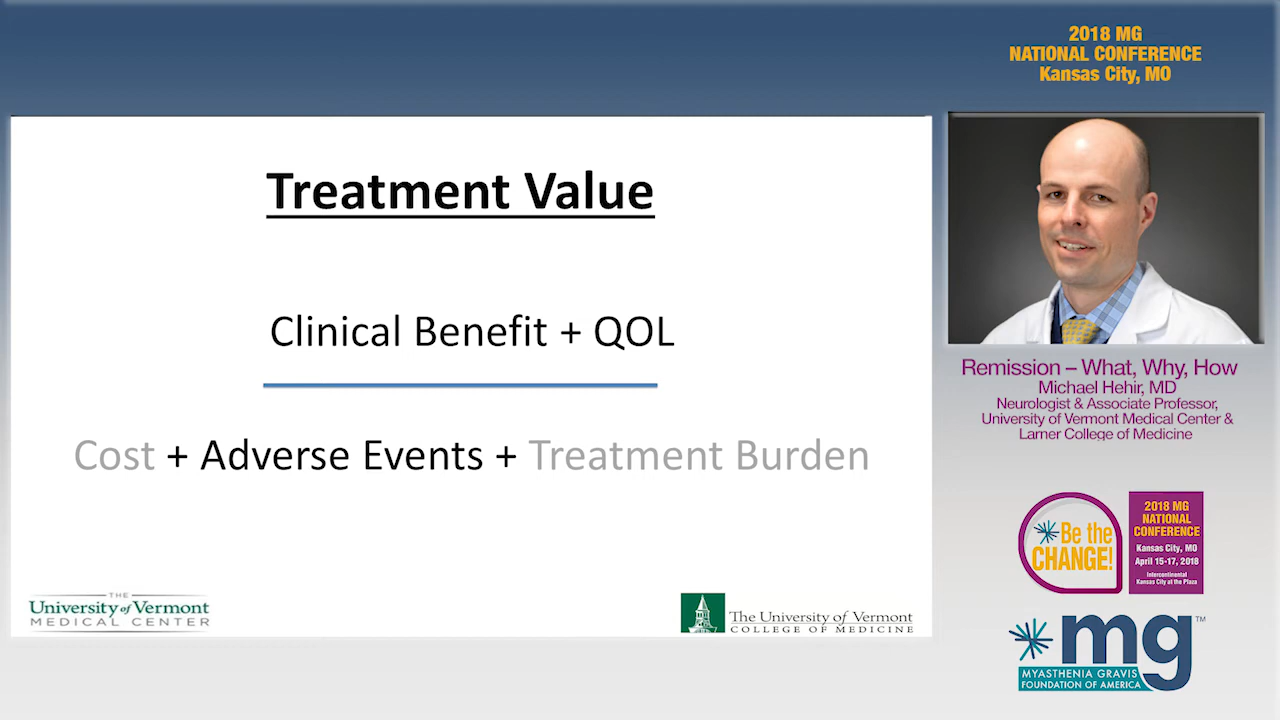 2018 MG
NATIONAL CONFERENCE
Kansas City, MO
Treatment Value
Clinical Benefit + QOL
Cost + Adverse Events + Treatment Burden
THE
University of Vermont
MEDICAL CENTER
The University of Vermont
COLLEGE OF MEDICINE
Remission – What, Why, How
Michael Hehir, MD
Neurologist & Associate Professor,
University of Vermont Medical Center &
Larner College of Medicine
Be the
CHANGE!
2018 MG
NATIONAL
CONFERENCE
Kansas City, MO
April 15-17, 2018
Intercontinental
Kansas City at the Plaza
mg™
MYASTHENIA GRAVIS
FOUNDATION OF AMERICA